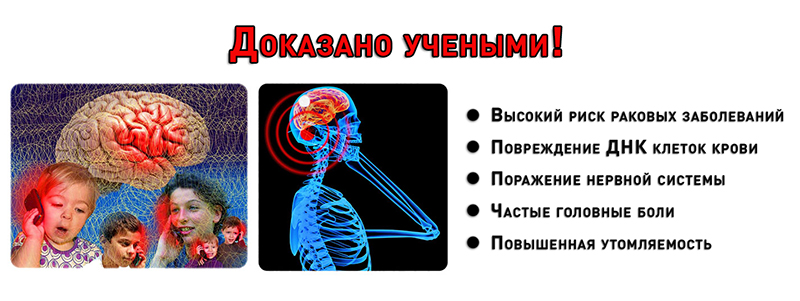 Доказано учеными!
Высокий риск раковых заболеваний
Повреждение ДНК клеток крови
Поражение нервной системы
Частые головные боли
Повышенная утомляемость